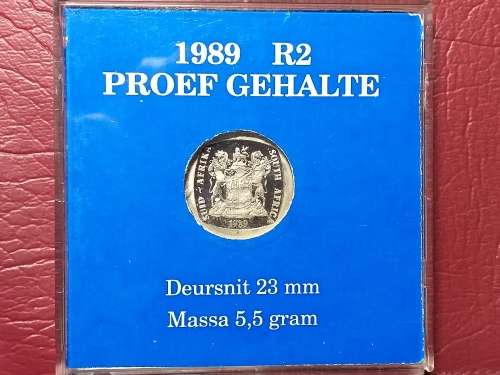 1989 R2
PROEF GEHALTE
SUID-AFRIKA SOUTH AFRICA
1989
Deursnit 23 mm
Massa 5,5 gram